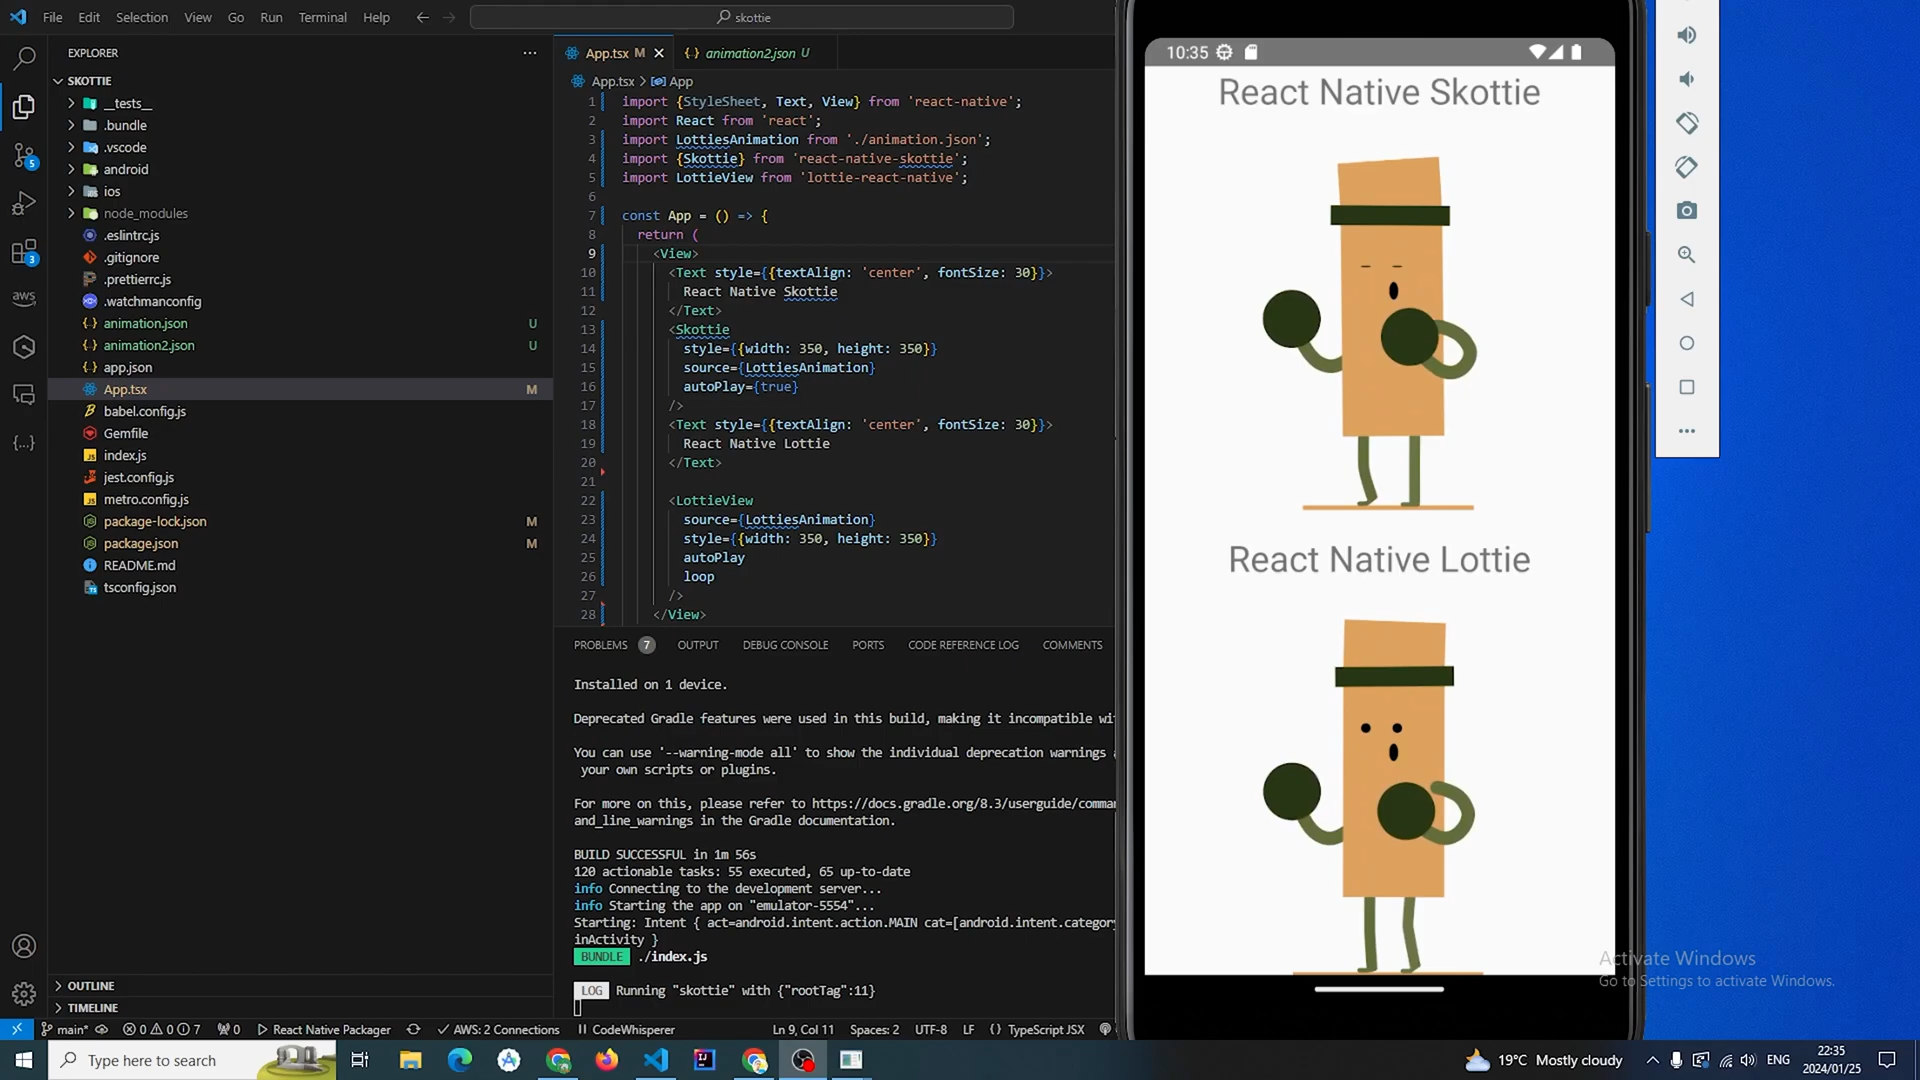 File Edit Selection View Go Run Terminal Help
skottie
EXPLORER
SKOTTIE
__tests__
.bundle
.vscode
android
ios
node_modules
.eslintrc.js
.gitignore
.prettierrc.js
.watchmanconfig
animation.json U
animation2.json U
app.json
App.tsx M
babel.config.js
Gemfile
index.js
jest.config.js
metro.config.js
package-lock.json M
package.json M
README.md
tsconfig.json
OUTLINE
TIMELINE
5
3
aws
App.tsx M
animation2.json U
App.tsx > App
1 import {StyleSheet, Text, View} from 'react-native';
2 import React from 'react';
3 import LottiesAnimation from './animation.json';
4 import {Skottie} from 'react-native-skottie';
5 import LottieView from 'lottie-react-native';
6
7 const App = () => {
8 return (
9 <View>
10 <Text style={{textAlign: 'center', fontSize: 30}}>
11 React Native Skottie
12 </Text>
13 <Skottie
14 style={{width: 350, height: 350}}
15 source={LottiesAnimation}
16 autoPlay={true}
17 />
18 <Text style={{textAlign: 'center', fontSize: 30}}>
19 React Native Lottie
20 </Text>
21
22 <LottieView
23 source={LottiesAnimation}
24 style={{width: 350, height: 350}}
25 autoPlay
26 loop
27 />
28 </View>
PROBLEMS 7 OUTPUT DEBUG CONSOLE PORTS CODE REFERENCE LOG COMMENTS
Installed on 1 device.
Deprecated Gradle features were used in this build, making it incompatible wi
You can use '--warning-mode all' to show the individual deprecation warnings
your own scripts or plugins.
For more on this, please refer to https://docs.gradle.org/8.3/userguide/comma
and_line_warnings in the Gradle documentation.
BUILD SUCCESSFUL in 1m 56s
120 actionable tasks: 55 executed, 65 up-to-date
info Connecting to the development server...
info Starting the app on "emulator-5554"...
Starting: Intent { act=android.intent.action.MAIN cat=[android.intent.category
inActivity }
BUNDLE ./index.js
LOG Running "skottie" with {"rootTag":11}
main* 0 0 7 0 React Native Packager AWS: 2 Connections CodeWhisperer Ln 9, Col 11 Spaces: 2 UTF-8 LF TypeScript JSX
10:35
React Native Skottie
React Native Lottie
Activate Windows
Go to Settings to activate Windows.
Type here to search
19°C Mostly cloudy
ENG
22:35
2024/01/25